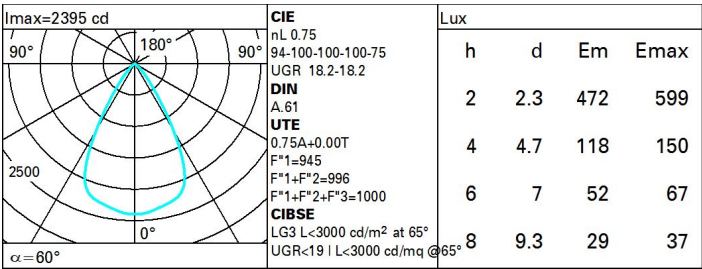 Imax=2395 cd
90° 180° 90°
2500
0°
α=60°
CIE
nL 0.75
94-100-100-100-75
UGR 18.2-18.2
DIN
A.61
UTE
0.75A+0.00T
F"1=945
F"1+F"2=996
F"1+F"2+F"3=1000
CIBSE
LG3 L<3000 cd/m² at 65°
UGR<19 | L<3000 cd/mq @65°
Lux
h d Em Emax
2 2.3 472 599
4 4.7 118 150
6 7 52 67
8 9.3 29 37